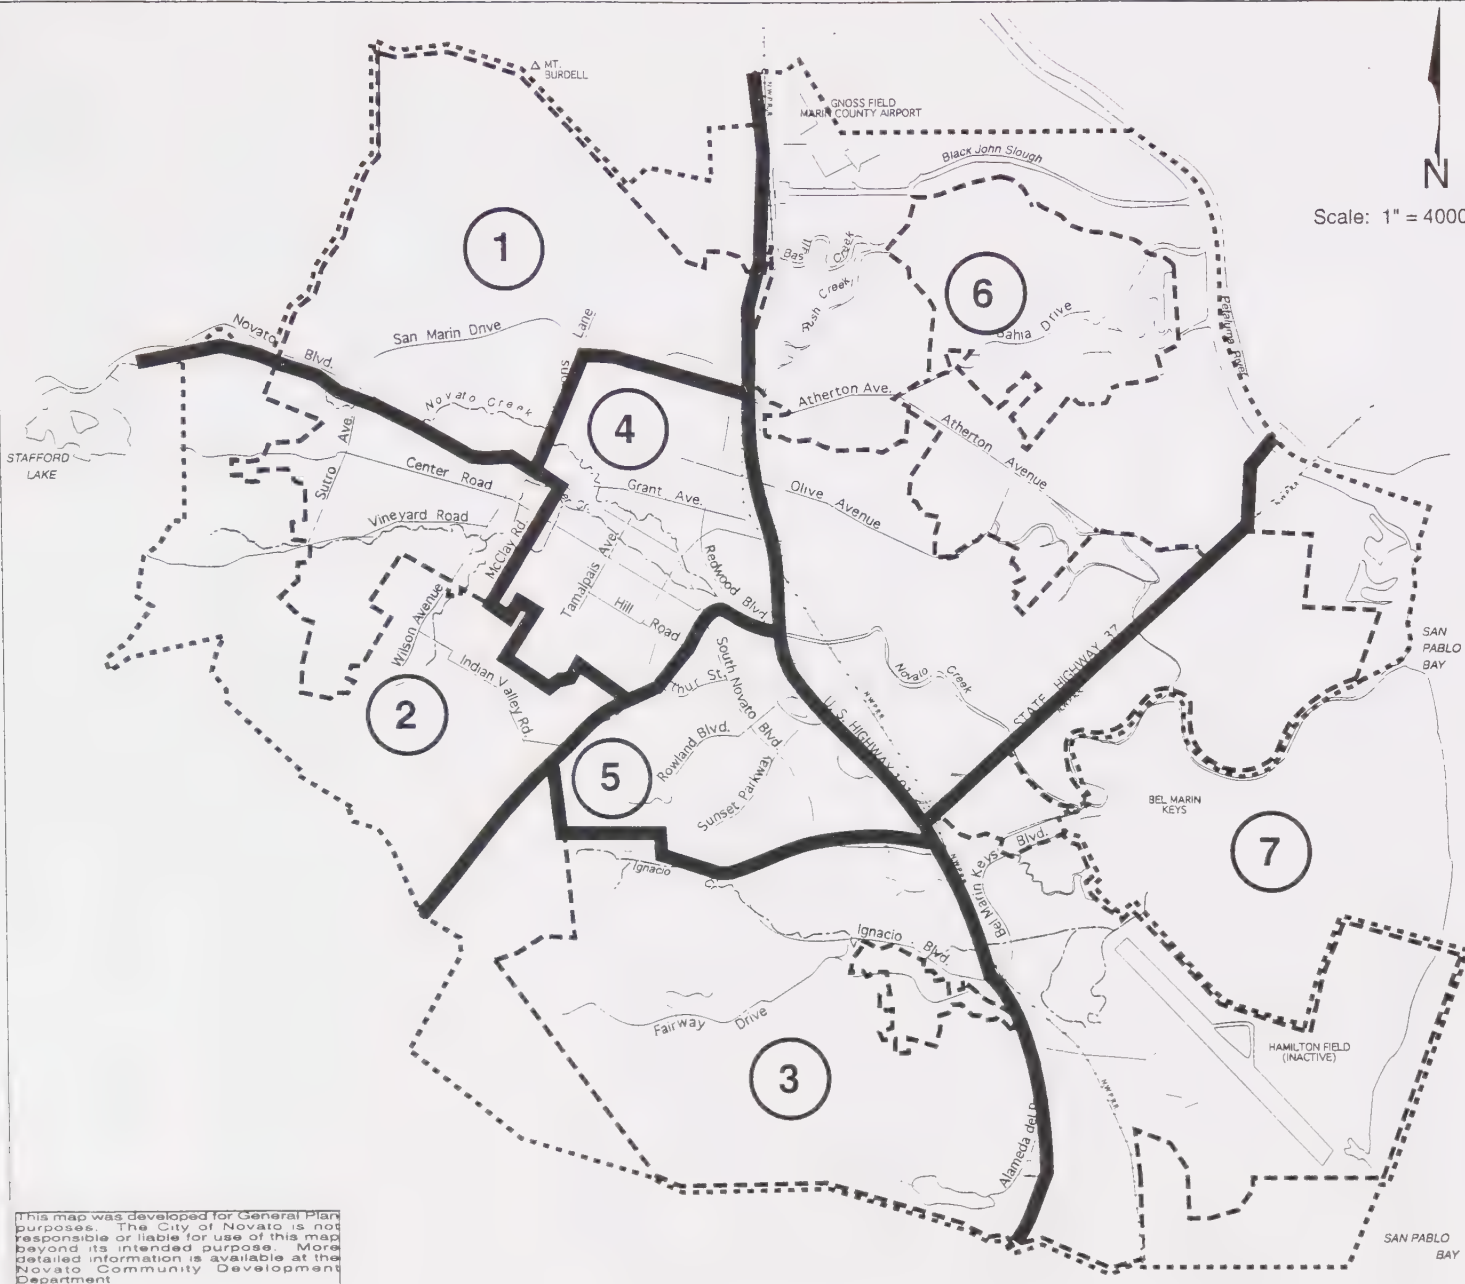 △ MT.
BURDELL
GNOSS FIELD
MARIN COUNTY AIRPORT
Black John Slough
N
Scale: 1" = 4000
1
Basalt Creek
Rush Creek
6
Bahia Drive
Petaluma River
Novato Blvd.
San Marin Drive
Lane
Novato Creek
4
Atherton Ave.
Atherton Avenue
STAFFORD
LAKE
Sutro Ave.
Center Road
Grant Ave.
Olive Avenue
Vineyard Road
McClay Rd.
Tamalpais Ave.
Redwood Blvd.
Hill Road
Wilson Avenue
Indian Valley Rd.
2
South Novato Blvd.
Novato Creek
NWPRR
STATE HIGHWAY 37
SAN
PABLO
BAY
U.S. HIGHWAY 101
5
Rowland Blvd.
Sunset Parkway
BEL MARIN
KEYS
7
Bel Marin Keys Blvd.
Ignacio
Ignacio Blvd.
Fairway Drive
3
HAMILTON FIELD
(INACTIVE)
NWPRR
Alameda del
SAN PABLO
BAY
This map was developed for General Plan
purposes. The City of Novato is not
responsible or liable for use of this map
beyond its intended purpose. More
detailed information is available at the
Novato Community Development
Department